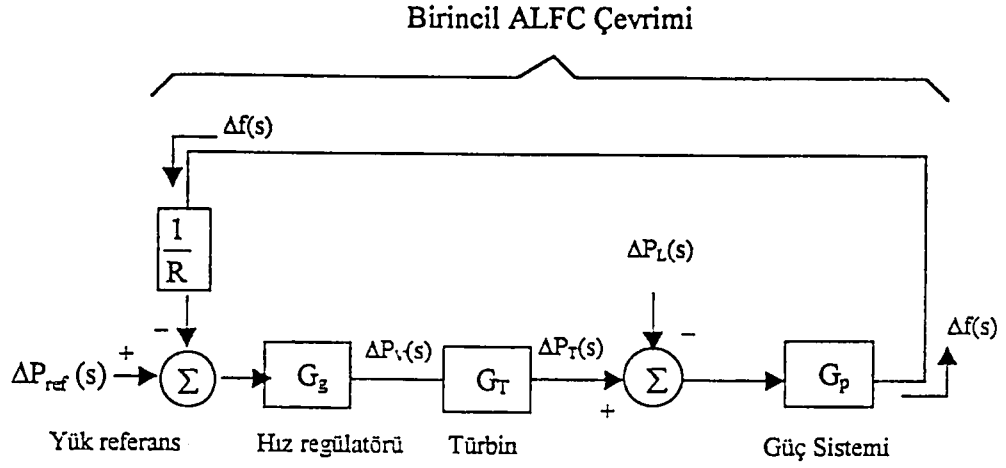 Birincil ALFC Çevrimi
Δf(s)
1
R
ΔP_L(s)
Δf(s)
−
−
ΔP_ref (s)
+
Σ
G_g
ΔP_V(s)
G_T
ΔP_T(s)
+
Σ
G_p
Yük referans
Hız regülatörü
Türbin
Güç Sistemi